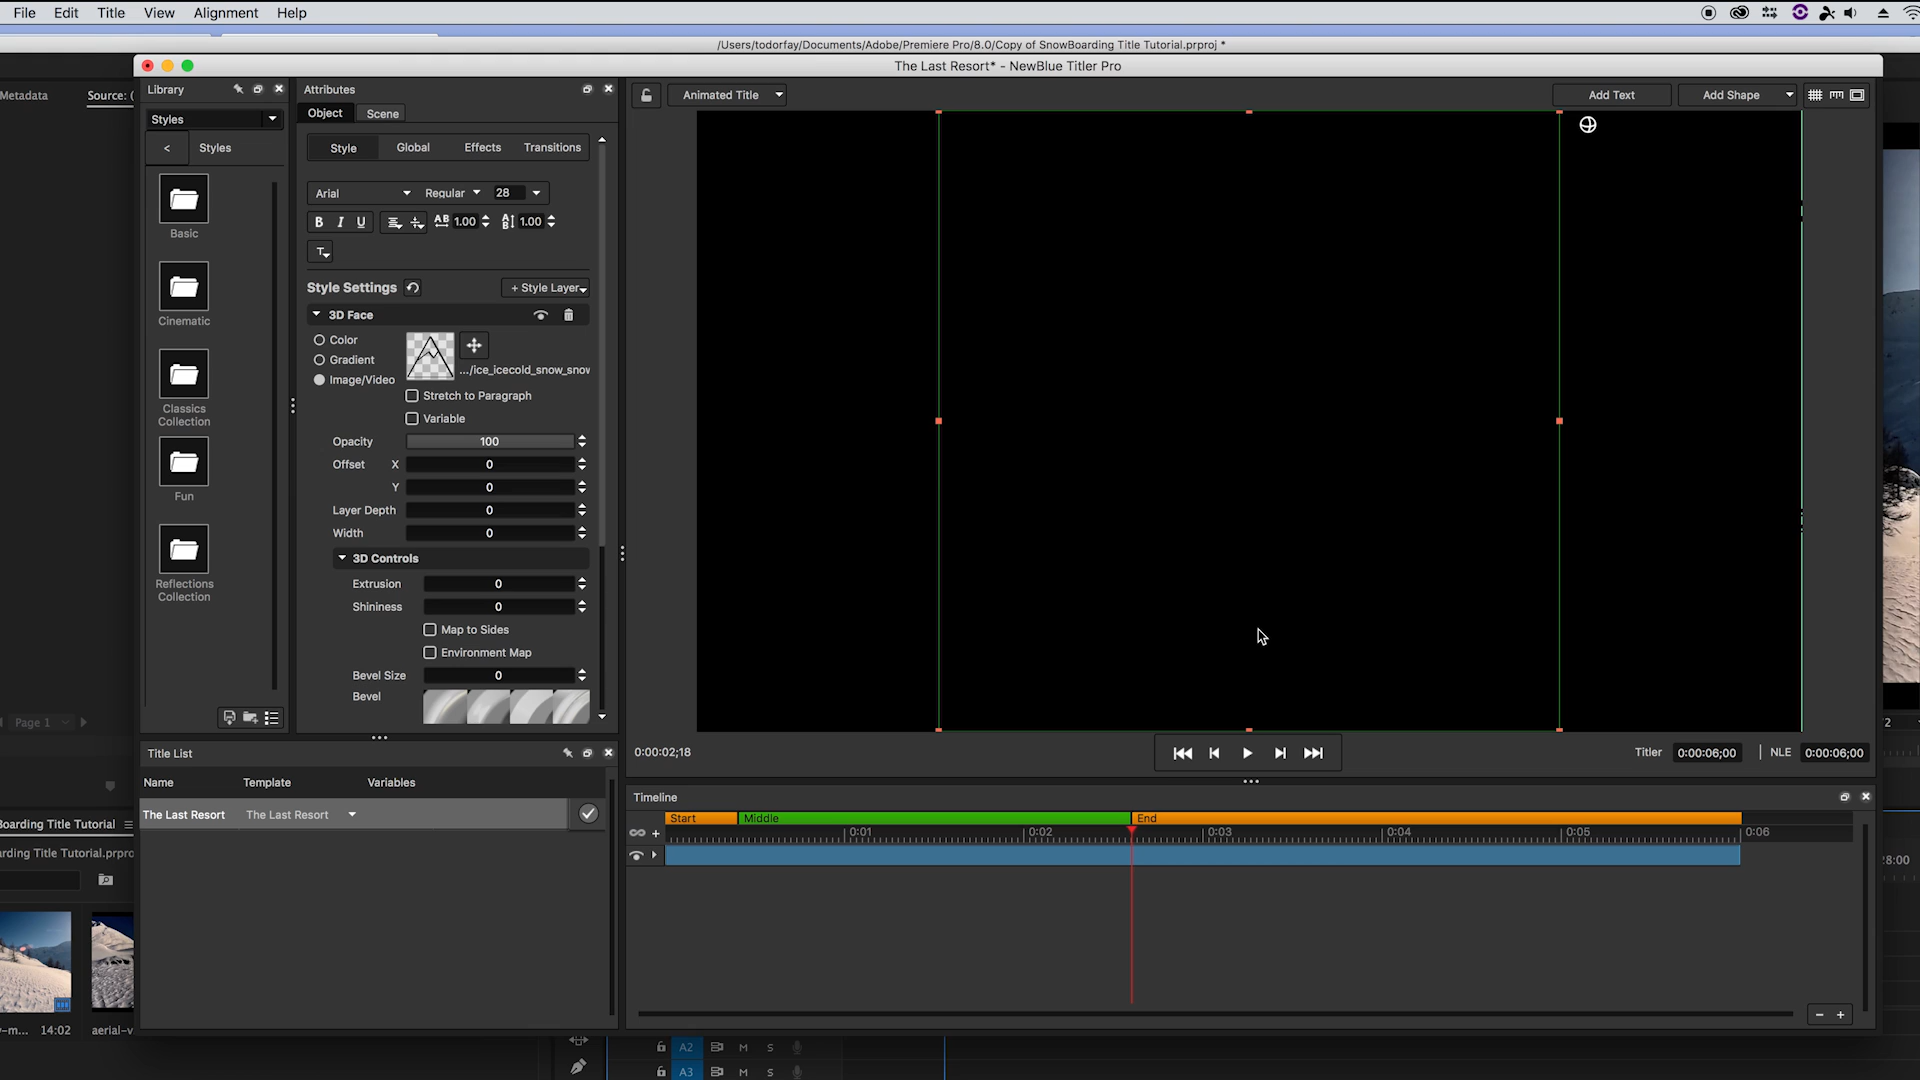 File Edit Title View Alignment Help
/Users/todorfay/Documents/Adobe/Premiere Pro/8.0/Copy of SnowBoarding Title Tutorial.prproj *
The Last Resort* - NewBlue Titler Pro
Metadata Source: (
Library
Styles
< Styles
Basic
Cinematic
Classics
Collection
Fun
Reflections
Collection
Attributes
Object Scene
Style Global Effects Transitions
Arial Regular 28
B I U AB 1.00 AB 1.00
T
Style Settings + Style Layer
3D Face
Color
Gradient
Image/Video
.../ice_icecold_snow_snow
Stretch to Paragraph
Variable
Opacity 100
Offset X 0
Y 0
Layer Depth 0
Width 0
3D Controls
Extrusion 0
Shininess 0
Map to Sides
Environment Map
Bevel Size 0
Bevel
Animated Title Add Text Add Shape
0:00:02;18
Titler 0:00:06;00 | NLE 0:00:06;00
Page 1
Title List
Name Template Variables
The Last Resort The Last Resort
Timeline
Start Middle End
0:01 0:02 0:03 0:04 0:05 0:06
oarding Title Tutorial
rding Title Tutorial.prpro
-m... 14:02 aerial-v
A2 M S
A3 M S
/2
28:00